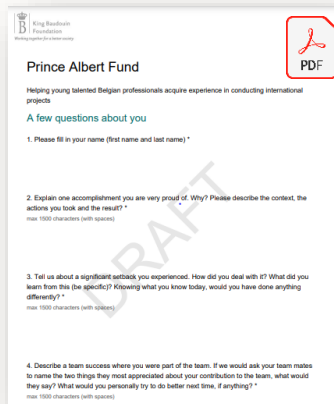 King Baudouin
Foundation
Working together for a better society
PDF
Prince Albert Fund
Helping young talented Belgian professionals acquire experience in conducting international
projects
A few questions about you
1. Please fill in your name (first name and last name) *
2. Explain one accomplishment you are very proud of. Why? Please describe the context, the
actions you took and the result? *
max 1500 characters (with spaces)
DRAFT
3. Tell us about a significant setback you experienced. How did you deal with it? What did you
learn from this (be specific)? Knowing what you know today, would you have done anything
differently? *
max 1500 characters (with spaces)
4. Describe a team success where you were part of the team. If we would ask your team mates
to name the two things they most appreciated about your contribution to the team, what would
they say? What would you personally try to do better next time, if anything? *
max 1500 characters (with spaces)